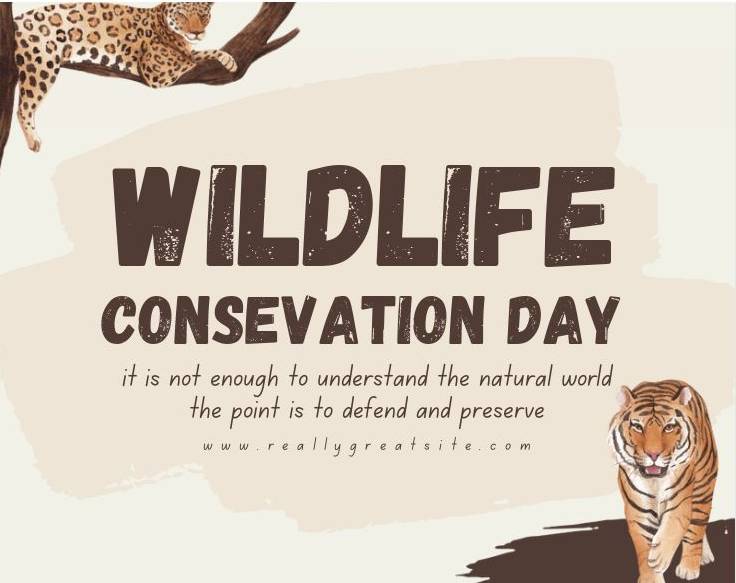 WILDLIFE
CONSEVATION DAY
it is not enough to understand the natural world
the point is to defend and preserve
www.reallygreatsite.com